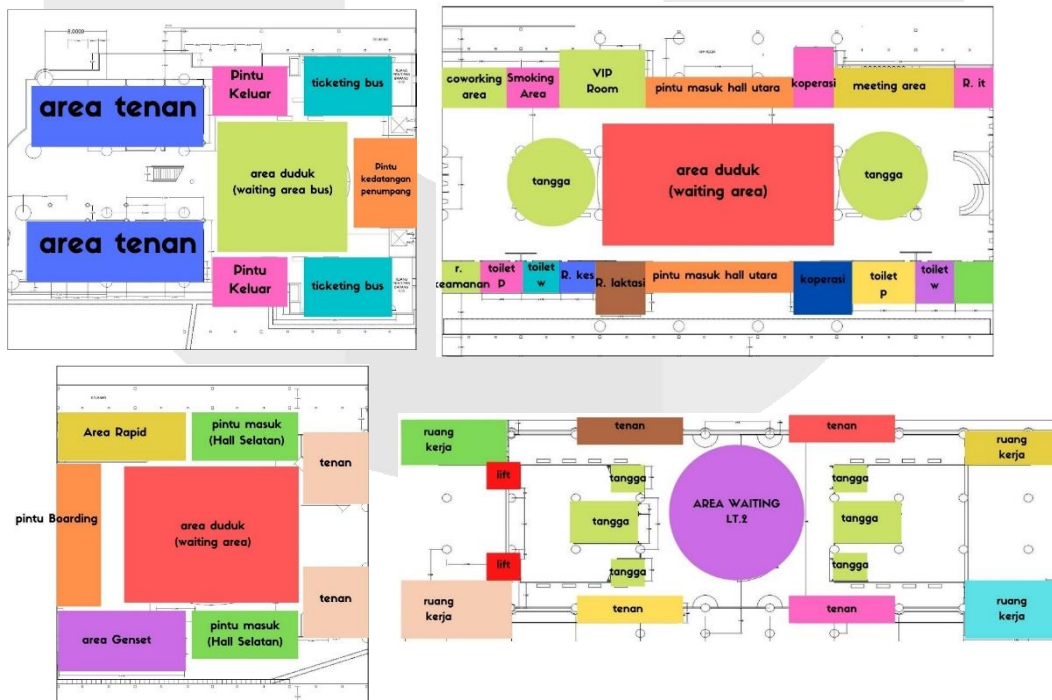 area tenan
Pintu
Keluar
ticketing bus
area duduk
(waiting area bus)
Pintu
kedatangan
penumpang
area tenan
Pintu
Keluar
ticketing bus
coworking
area
Smoking
Area
VIP
Room
pintu masuk hall utara
koperasi
meeting area
R. it
tangga
area duduk
(waiting area)
tangga
r.
keamanan
toilet
p
toilet
w
R. kes
R. laktasi
pintu masuk hall utara
koperasi
toilet
p
toilet
w
Area Rapid
pintu masuk
(Hall Selatan)
tenan
pintu Boarding
area duduk
(waiting area)
tenan
area Genset
pintu masuk
(Hall Selatan)
ruang
kerja
tenan
tenan
ruang
kerja
lift
tangga
AREA WAITING
LT.2
tangga
tangga
tangga
lift
tangga
tangga
ruang
kerja
tenan
tenan
ruang
kerja